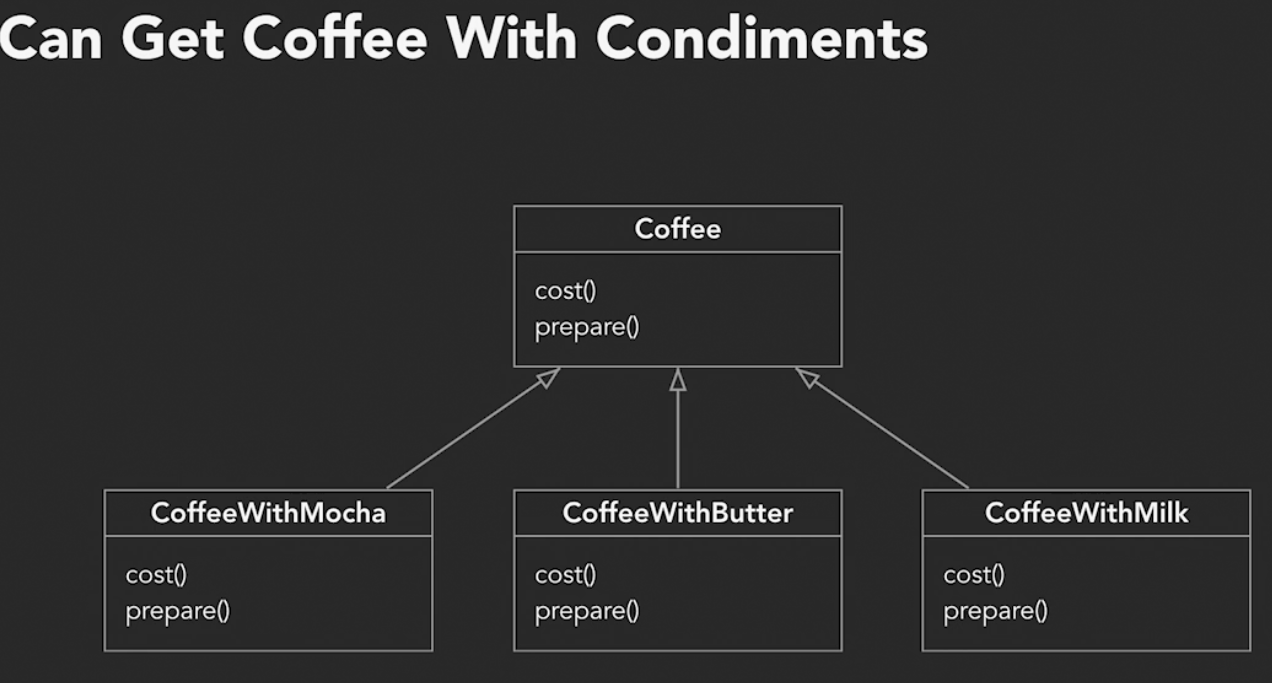 Can Get Coffee With Condiments
Coffee
cost()
prepare()
CoffeeWithMocha
cost()
prepare()
CoffeeWithButter
cost()
prepare()
CoffeeWithMilk
cost()
prepare()